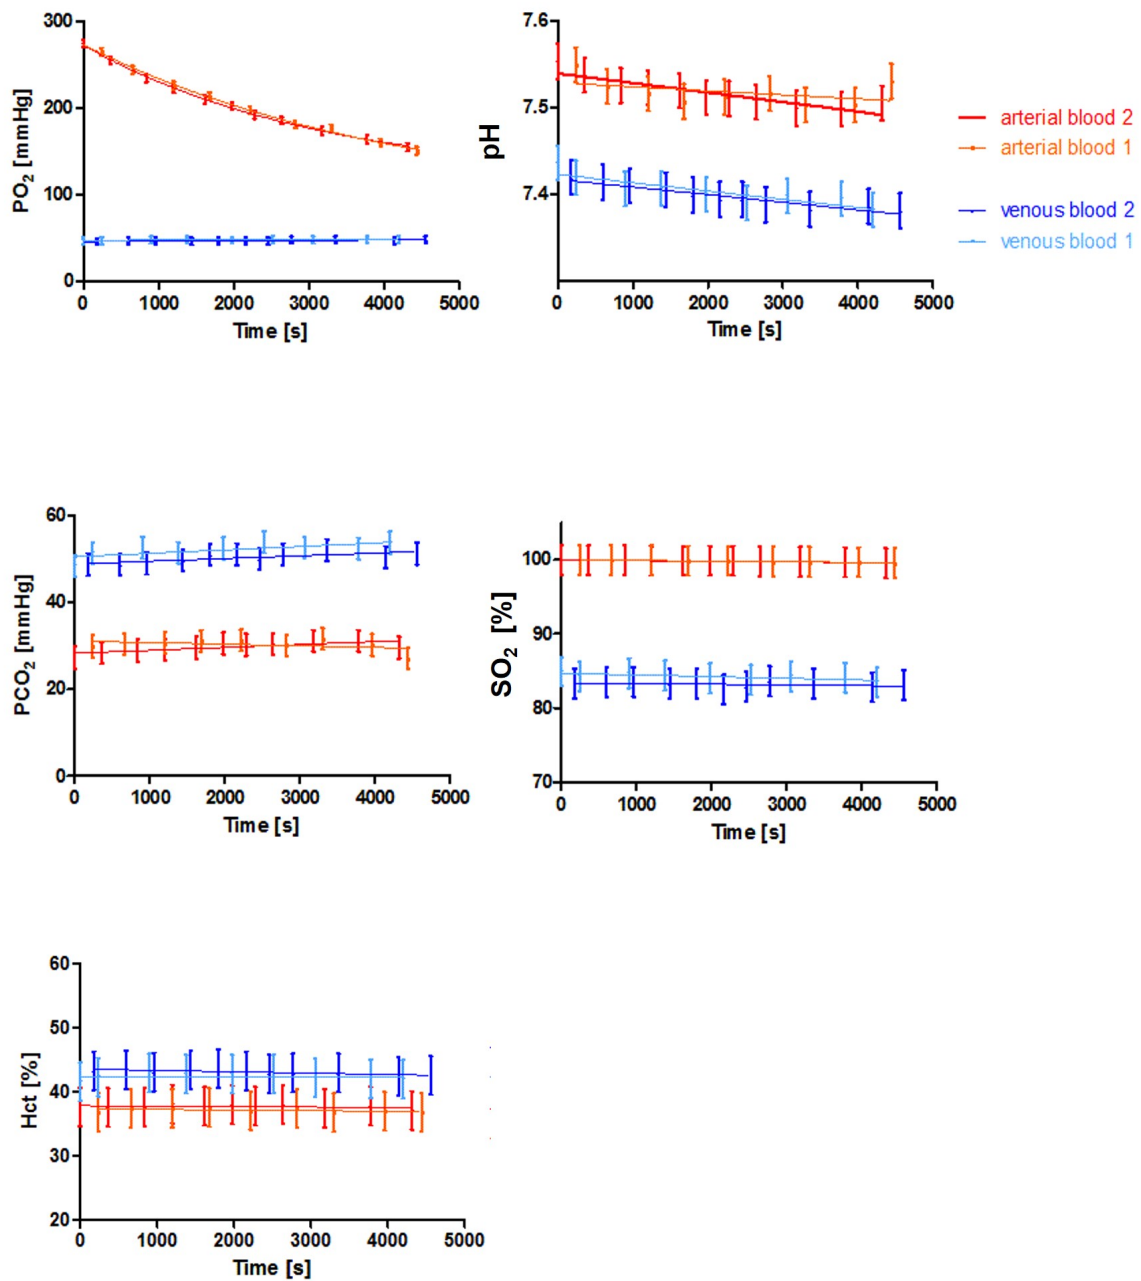 300
200
100
0
PO2 [mmHg]
0 1000 2000 3000 4000 5000
Time [s]
7.6
7.5
7.4
pH
0 1000 2000 3000 4000 5000
Time [s]
arterial blood 2
arterial blood 1
venous blood 2
venous blood 1
60
40
20
0
PCO2 [mmHg]
0 1000 2000 3000 4000 5000
Time [s]
100
90
80
70
SO2 [%]
0 1000 2000 3000 4000 5000
Time [s]
60
50
40
30
20
Hct [%]
0 1000 2000 3000 4000 5000
Time [s]